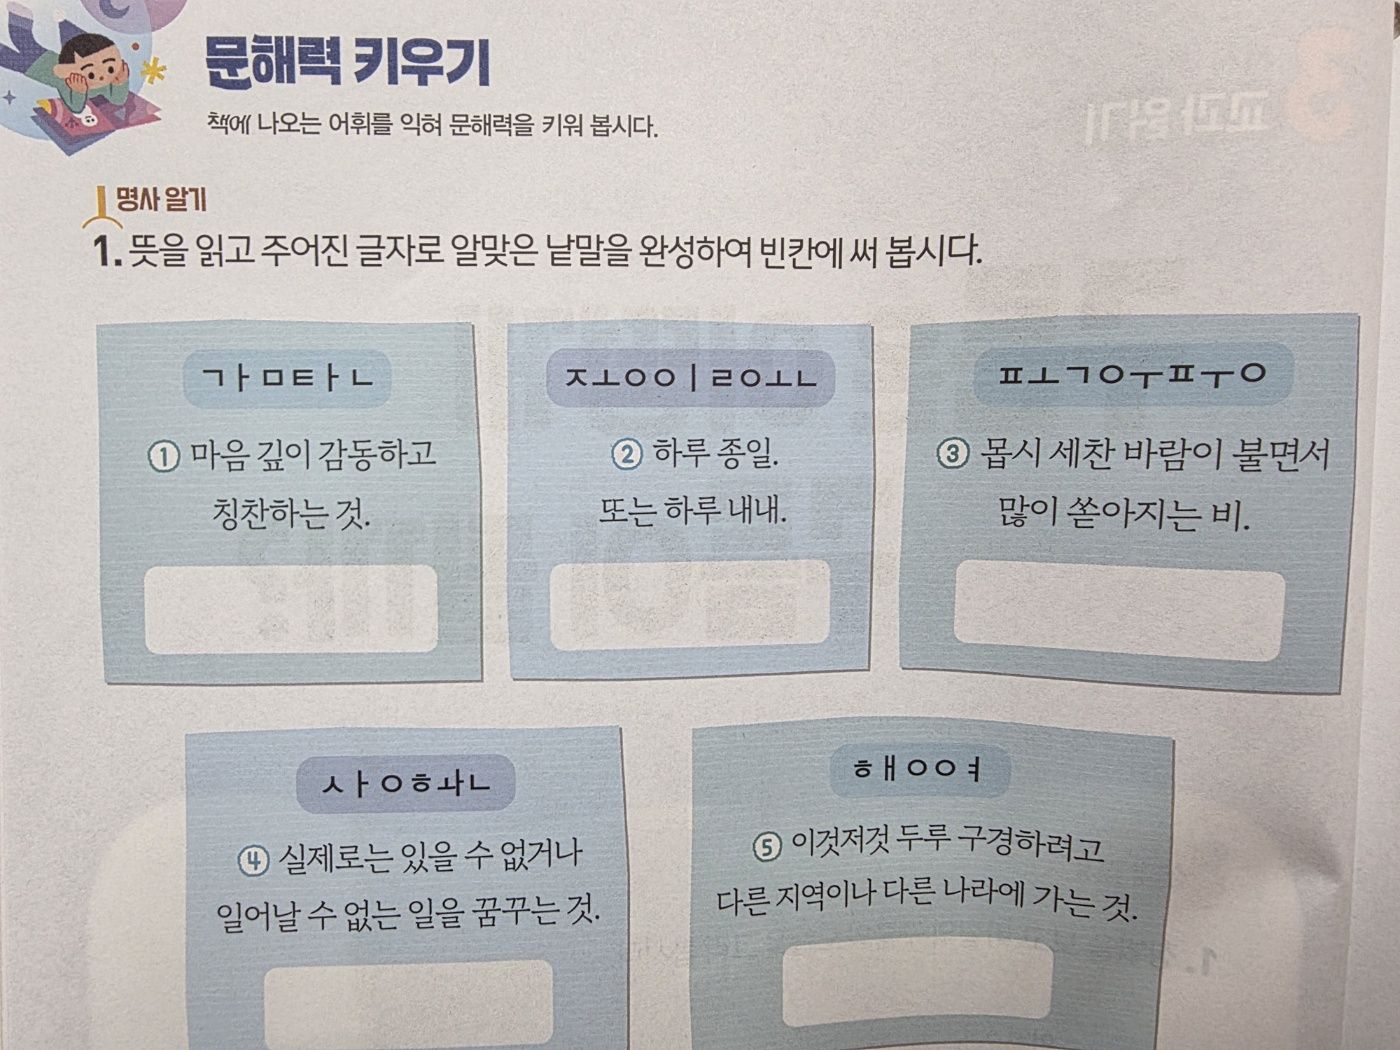 문해력 키우기
책에 나오는 어휘를 익혀 문해력을 키워 봅시다.
명사 알기
1. 뜻을 읽고 주어진 글자로 알맞은 낱말을 완성하여 빈칸에 써 봅시다.
ㄱㅏㅁㅌㅏㄴ
① 마음 깊이 감동하고
칭찬하는 것.
ㅈㅗㅇㅇㅣㄹㅇㅗㄴ
② 하루 종일.
또는 하루 내내.
ㅍㅗㄱㅇㅜㅍㅜㅇ
③ 몹시 세찬 바람이 불면서
많이 쏟아지는 비.
ㅅㅏㅇㅎㅘㄴ
④ 실제로는 있을 수 없거나
일어날 수 없는 일을 꿈꾸는 것.
ㅎㅐㅇㅇㅕ
⑤ 이것저것 두루 구경하려고
다른 지역이나 다른 나라에 가는 것.